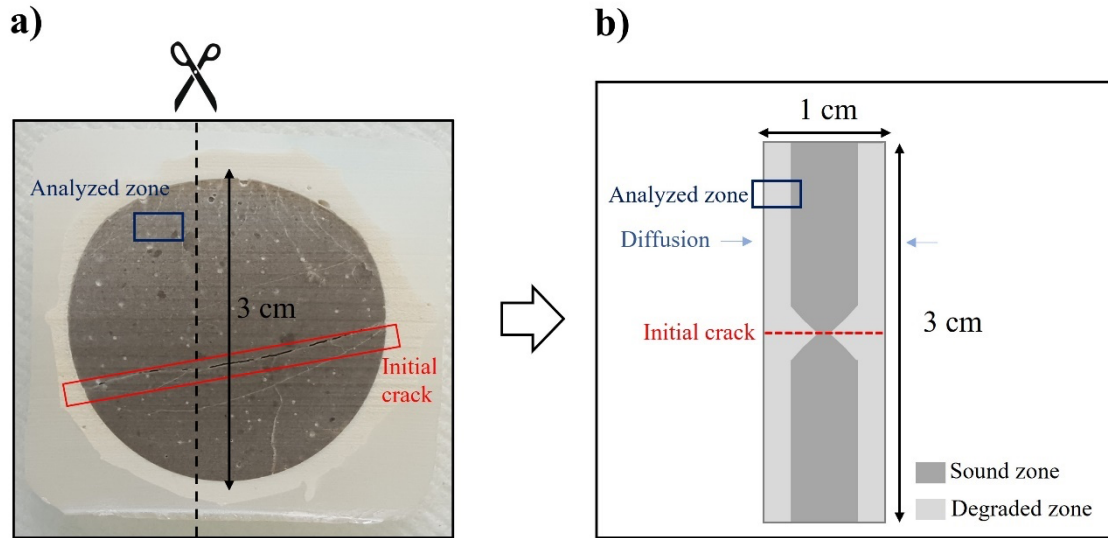 a)
Analyzed zone
3 cm
Initial
crack
b)
1 cm
Analyzed zone
Diffusion
Initial crack
3 cm
Sound zone
Degraded zone